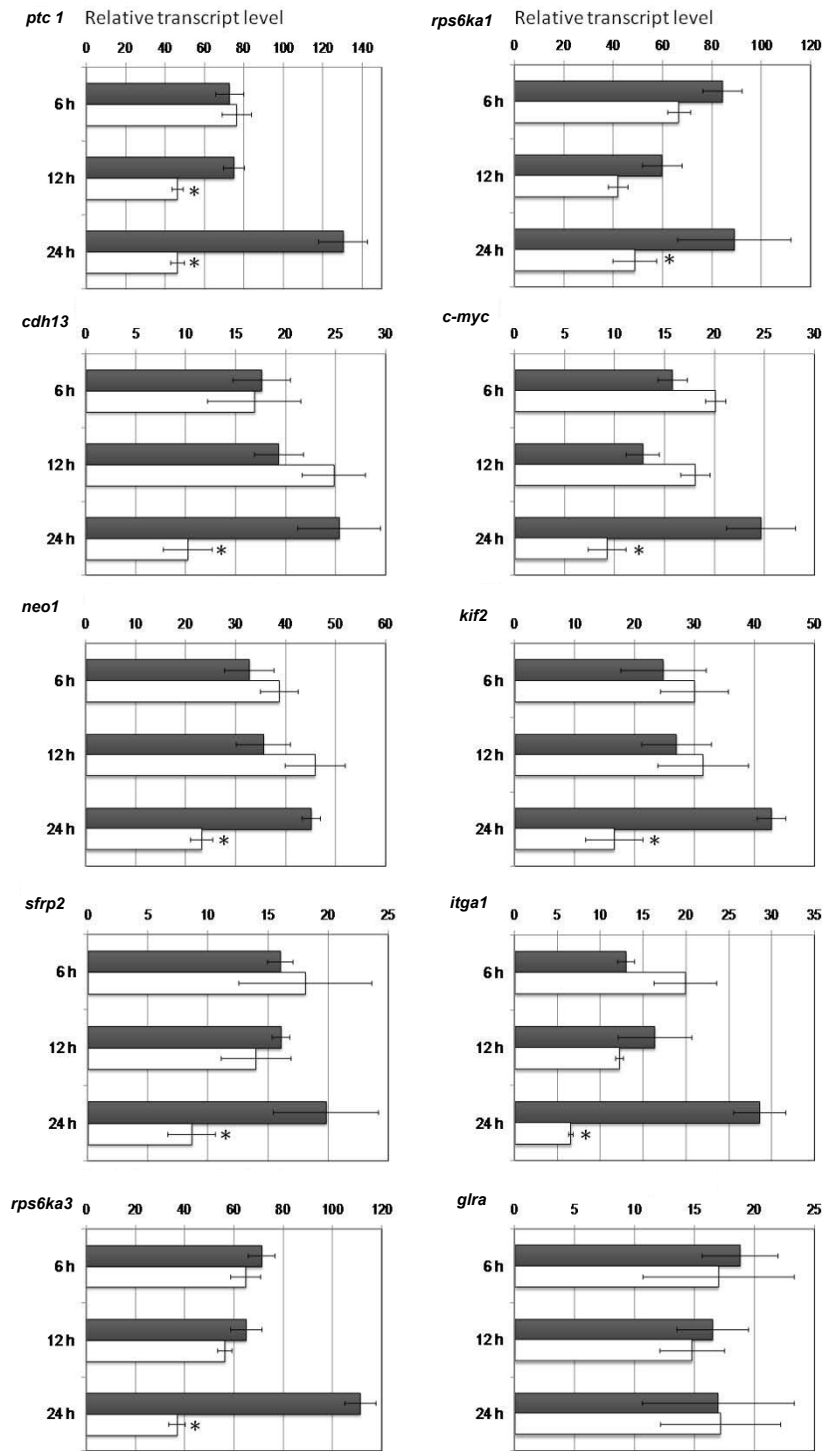 ptc 1 Relative transcript level
0 20 40 60 80 100 120 140
6 h
12 h
*
24 h
*
rps6ka1 Relative transcript level
0 20 40 60 80 100 120
6 h
12 h
24 h
*
cdh13
0 5 10 15 20 25 30
6 h
12 h
24 h
*
c-myc
0 5 10 15 20 25 30
6 h
12 h
24 h
*
neo1
0 10 20 30 40 50 60
6 h
12 h
24 h
*
kif2
0 10 20 30 40 50
6 h
12 h
24 h
*
sfrp2
0 5 10 15 20 25
6 h
12 h
24 h
*
itga1
0 5 10 15 20 25 30 35
6 h
12 h
24 h
*
rps6ka3
0 20 40 60 80 100 120
6 h
12 h
24 h
*
glra
0 5 10 15 20 25
6 h
12 h
24 h